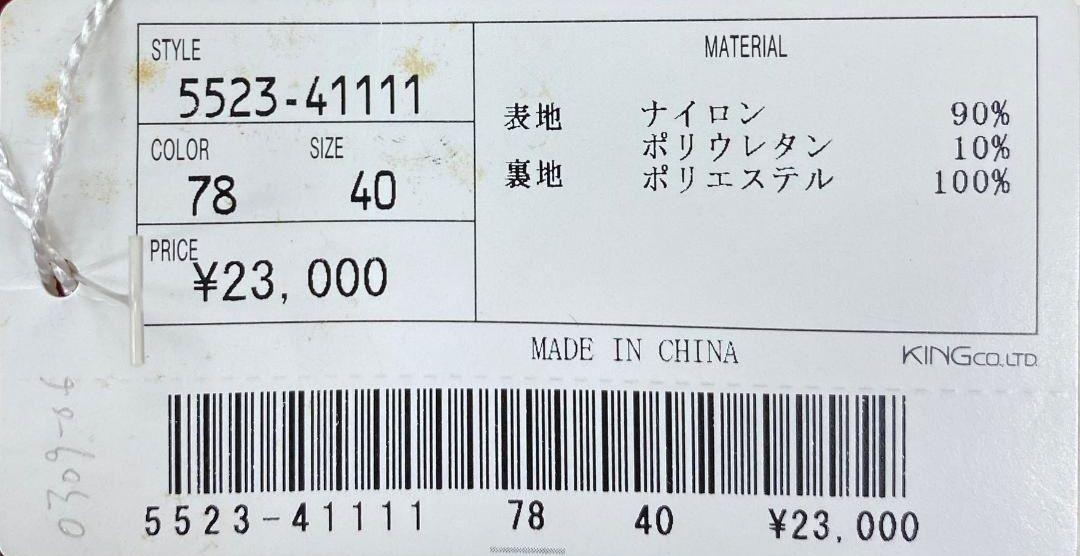 STYLE
5523-41111
COLOR SIZE
78 40
PRICE
¥23,000
MATERIAL
表地 ナイロン 90%
ポリウレタン 10%
裏地 ポリエステル 100%
MADE IN CHINA
KING CO.,LTD.
0309-06
5523-41111 78 40 ¥23,000